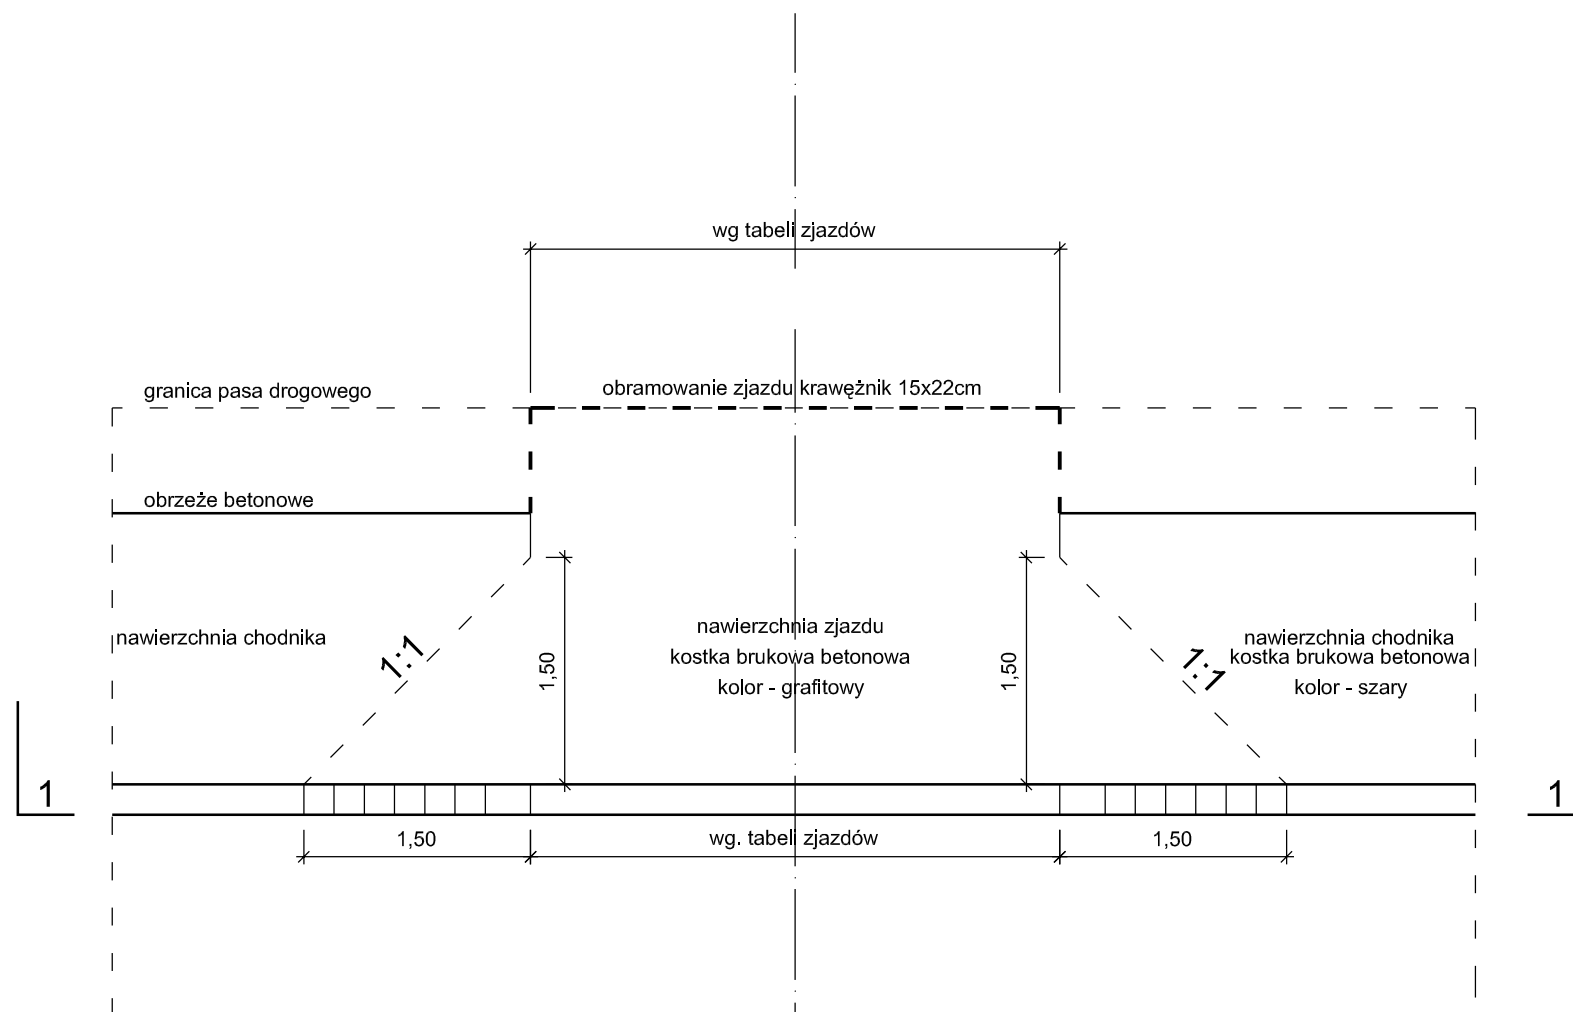 wg tabeli zjazdów
granica pasa drogowego
obramowanie zjazdu krawężnik 15x22cm
obrzeże betonowe
nawierzchnia chodnika
1:1
1,50
nawierzchnia zjazdu
kostka brukowa betonowa
kolor - grafitowy
1,50
1:1
nawierzchnia chodnika
kostka brukowa betonowa
kolor - szary
1
1
1,50
wg. tabeli zjazdów
1,50